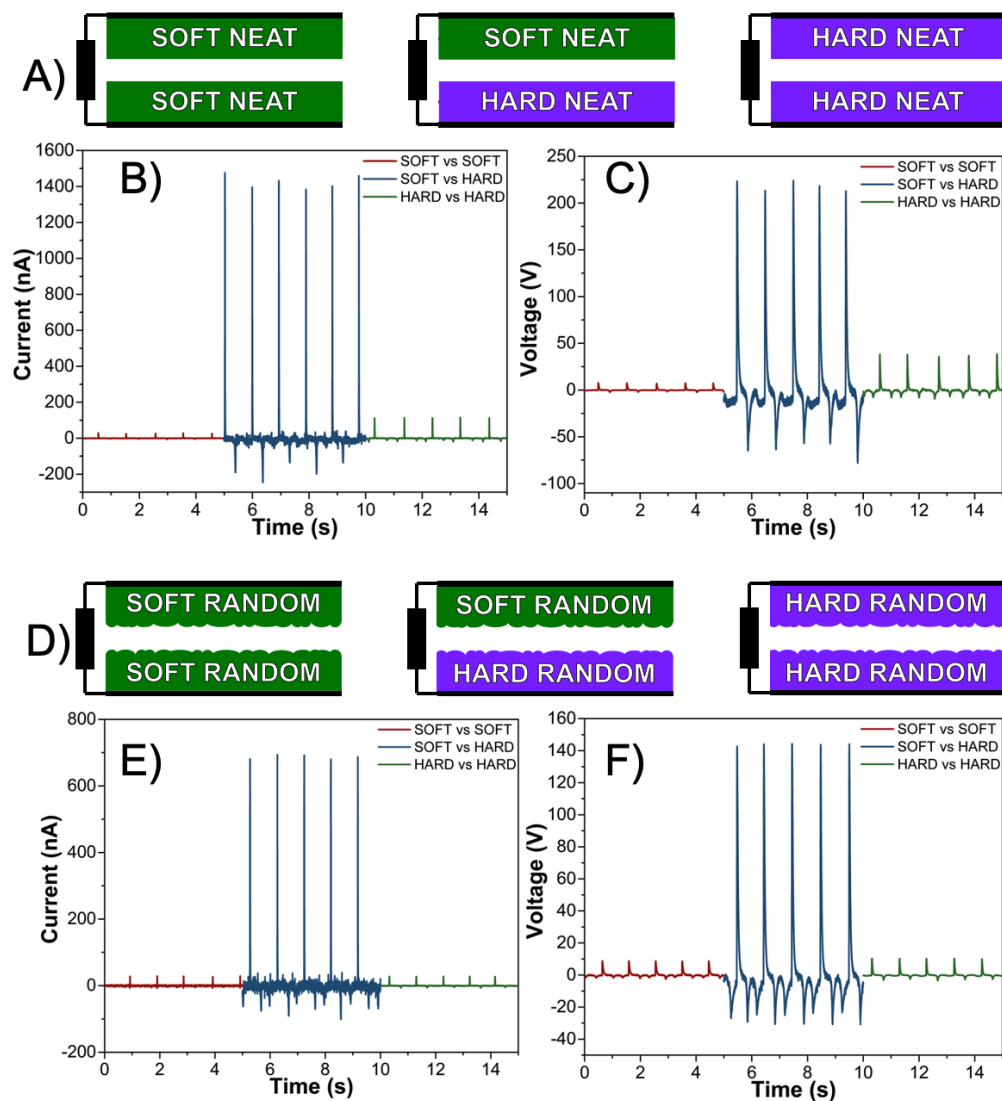 A)
SOFT NEAT
SOFT NEAT
SOFT NEAT
HARD NEAT
HARD NEAT
HARD NEAT
B)
SOFT vs SOFT
SOFT vs HARD
HARD vs HARD
Current (nA)
1600
1400
1200
1000
800
600
400
200
0
-200
0 2 4 6 8 10 12 14
Time (s)
C)
SOFT vs SOFT
SOFT vs HARD
HARD vs HARD
Voltage (V)
250
200
150
100
50
0
-50
-100
0 2 4 6 8 10 12 14
Time (s)
D)
SOFT RANDOM
SOFT RANDOM
SOFT RANDOM
HARD RANDOM
HARD RANDOM
HARD RANDOM
E)
SOFT vs SOFT
SOFT vs HARD
HARD vs HARD
Current (nA)
800
600
400
200
0
-200
0 2 4 6 8 10 12 14
Time (s)
F)
SOFT vs SOFT
SOFT vs HARD
HARD vs HARD
Voltage (V)
160
140
120
100
80
60
40
20
0
-20
-40
0 2 4 6 8 10 12 14
Time (s)